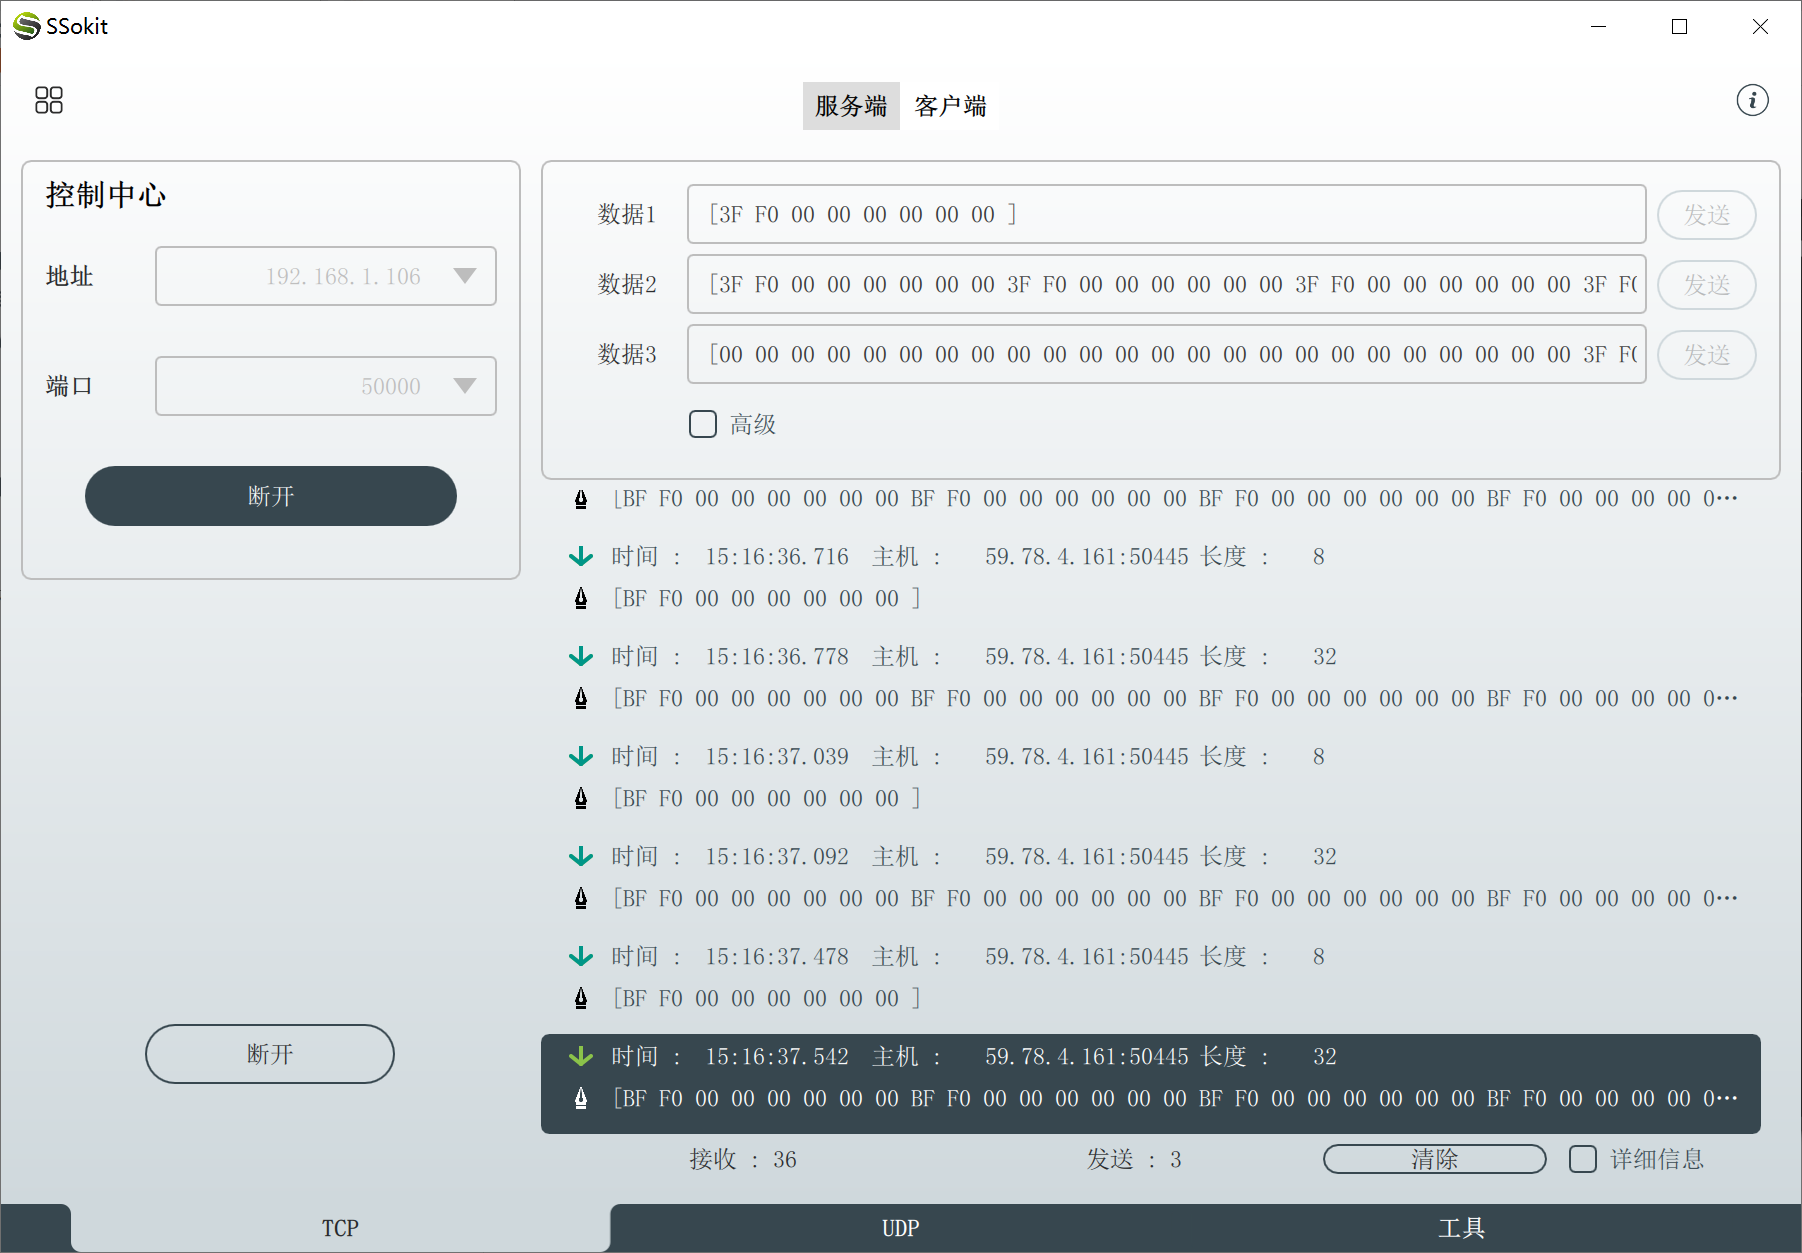 SSokit
服务端 客户端
控制中心
地址 192.168.1.106
端口 50000
断开
断开
数据1 [3F F0 00 00 00 00 00 00 ] 发送
数据2 [3F F0 00 00 00 00 00 00 3F F0 00 00 00 00 00 00 3F F0 00 00 00 00 00 00 3F F0 发送
数据3 [00 00 00 00 00 00 00 00 00 00 00 00 00 00 00 00 00 00 00 00 00 00 00 00 3F F0 发送
高级
[BF F0 00 00 00 00 00 00 BF F0 00 00 00 00 00 00 BF F0 00 00 00 00 00 00 BF F0 00 00 00 00 0…
时间 : 15:16:36.716 主机 : 59.78.4.161:50445 长度 : 8
[BF F0 00 00 00 00 00 00 ]
时间 : 15:16:36.778 主机 : 59.78.4.161:50445 长度 : 32
[BF F0 00 00 00 00 00 00 BF F0 00 00 00 00 00 00 BF F0 00 00 00 00 00 00 BF F0 00 00 00 00 0…
时间 : 15:16:37.039 主机 : 59.78.4.161:50445 长度 : 8
[BF F0 00 00 00 00 00 00 ]
时间 : 15:16:37.092 主机 : 59.78.4.161:50445 长度 : 32
[BF F0 00 00 00 00 00 00 BF F0 00 00 00 00 00 00 BF F0 00 00 00 00 00 00 BF F0 00 00 00 00 0…
时间 : 15:16:37.478 主机 : 59.78.4.161:50445 长度 : 8
[BF F0 00 00 00 00 00 00 ]
时间 : 15:16:37.542 主机 : 59.78.4.161:50445 长度 : 32
[BF F0 00 00 00 00 00 00 BF F0 00 00 00 00 00 00 BF F0 00 00 00 00 00 00 BF F0 00 00 00 00 0…
接收 : 36 发送 : 3 清除 详细信息
TCP UDP 工具